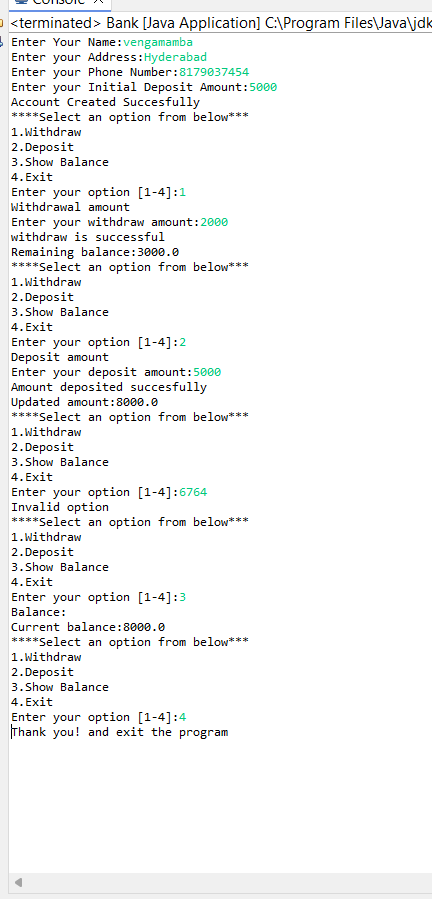 Console
<terminated> Bank [Java Application] C:\Program Files\Java\jdk
Enter Your Name:vengamamba
Enter your Address:Hyderabad
Enter your Phone Number:8179037454
Enter your Initial Deposit Amount:5000
Account Created Succesfully
****Select an option from below***
1.Withdraw
2.Deposit
3.Show Balance
4.Exit
Enter your option [1-4]:1
Withdrawal amount
Enter your withdraw amount:2000
withdraw is successful
Remaining balance:3000.0
****Select an option from below***
1.Withdraw
2.Deposit
3.Show Balance
4.Exit
Enter your option [1-4]:2
Deposit amount
Enter your deposit amount:5000
Amount deposited succesfully
Updated amount:8000.0
****Select an option from below***
1.Withdraw
2.Deposit
3.Show Balance
4.Exit
Enter your option [1-4]:6764
Invalid option
****Select an option from below***
1.Withdraw
2.Deposit
3.Show Balance
4.Exit
Enter your option [1-4]:3
Balance:
Current balance:8000.0
****Select an option from below***
1.Withdraw
2.Deposit
3.Show Balance
4.Exit
Enter your option [1-4]:4
Thank you! and exit the program